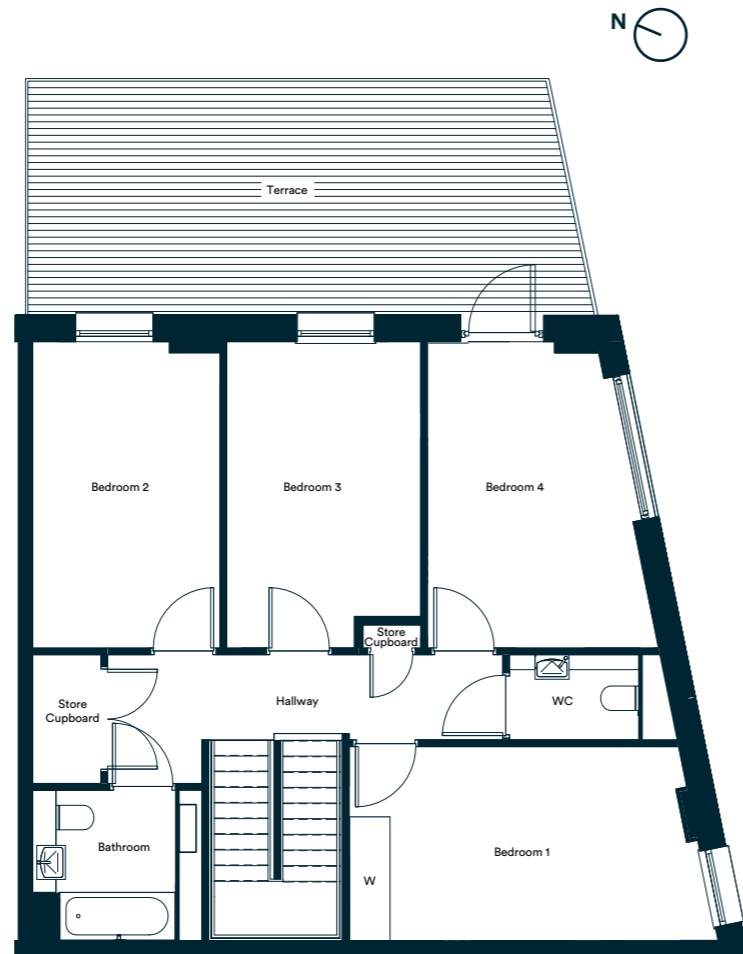 N
Terrace
Bedroom 2
Bedroom 3
Bedroom 4
Store
Cupboard
Store
Cupboard
Hallway
WC
Bathroom
W
Bedroom 1